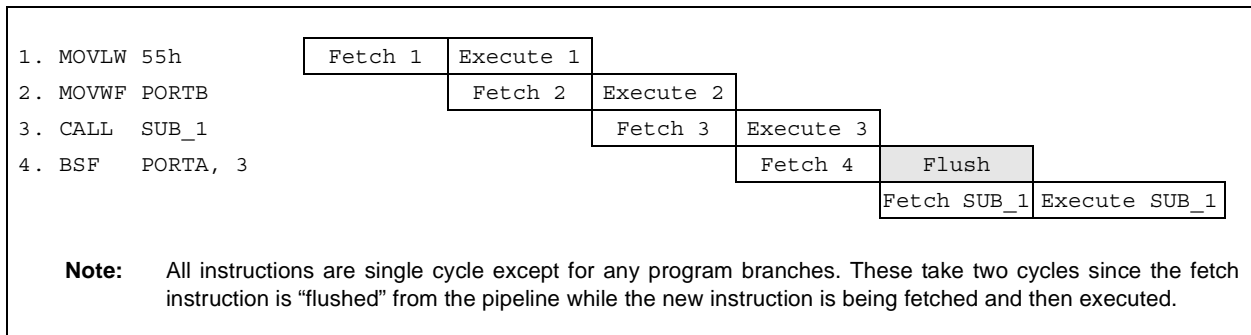 1. MOVLW 55h Fetch 1 Execute 1
2. MOVWF PORTB Fetch 2 Execute 2
3. CALL SUB_1 Fetch 3 Execute 3
4. BSF PORTA, 3 Fetch 4 Flush
Fetch SUB_1 Execute SUB_1
Note: All instructions are single cycle except for any program branches. These take two cycles since the fetch
instruction is “flushed” from the pipeline while the new instruction is being fetched and then executed.